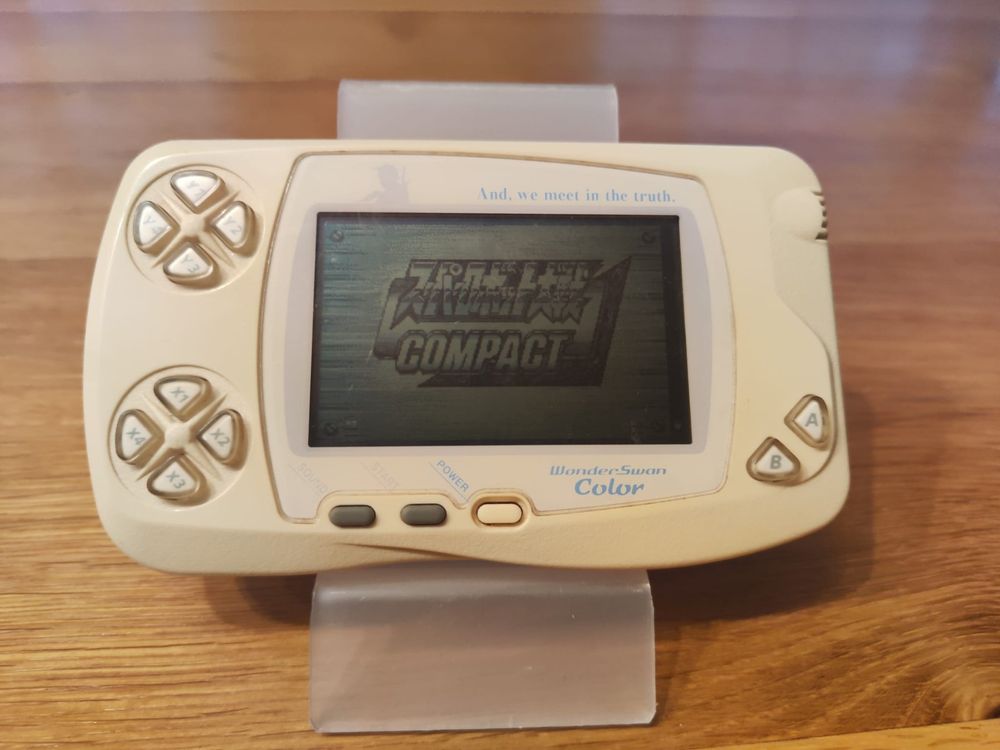 And, we meet in the truth.
Y1
Y4
Y2
Y3
スパロボ大戦
COMPACT
X1
X4
X2
X3
A
B
SOUND
START
POWER
WonderSwan
Color